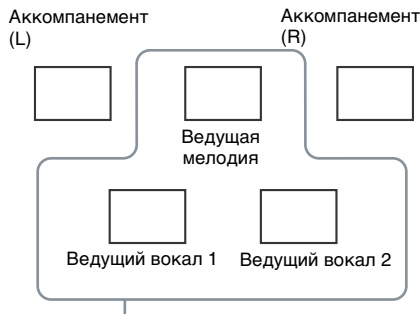 Аккомпанемент
(L)
Аккомпанемент
(R)
Ведущая
мелодия
Ведущий вокал 1
Ведущий вокал 2